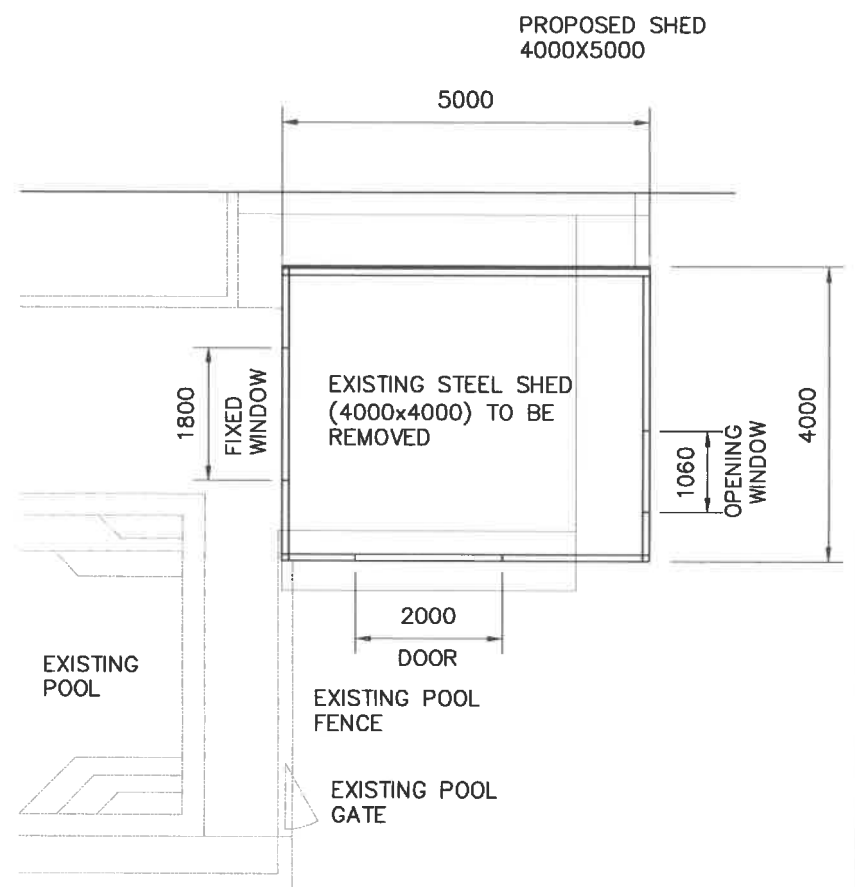 PROPOSED SHED
4000X5000
5000
EXISTING STEEL SHED
(4000x4000) TO BE
REMOVED
1800
FIXED
WINDOW
1060
OPENING
WINDOW
4000
2000
DOOR
EXISTING
POOL
EXISTING POOL
FENCE
EXISTING POOL
GATE